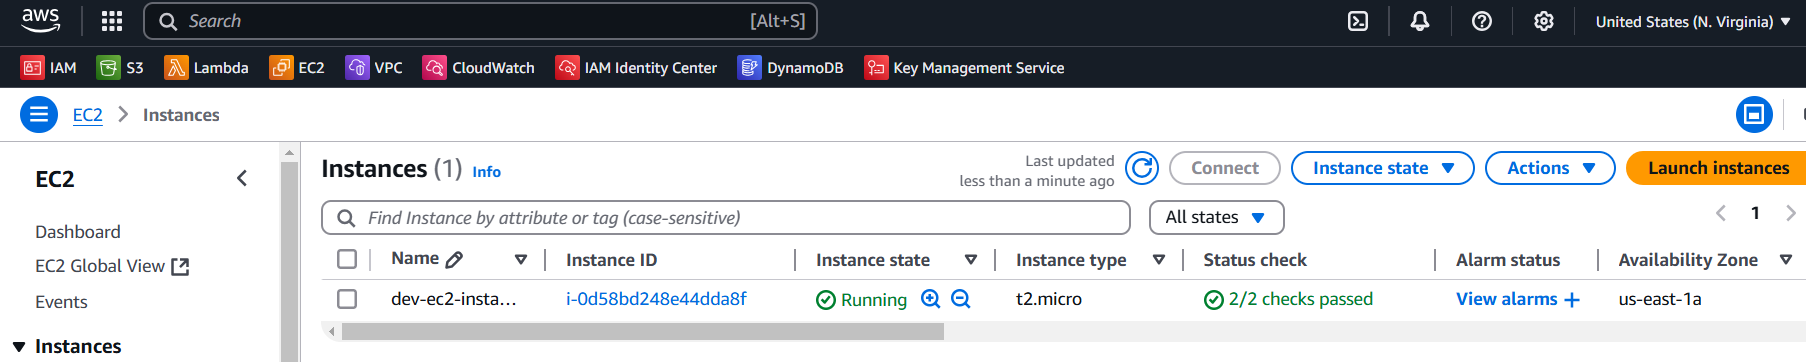 aws Search [Alt+S] United States (N. Virginia)
IAM S3 Lambda EC2 VPC CloudWatch IAM Identity Center DynamoDB Key Management Service
EC2 Instances
EC2
Dashboard
EC2 Global View
Events
Instances
Instances (1) Info
Last updated
less than a minute ago
Connect Instance state Actions Launch instances
Find Instance by attribute or tag (case-sensitive) All states 1
Name Instance ID Instance state Instance type Status check Alarm status Availability Zone
dev-ec2-insta... i-0d58bd248e44dda8f Running t2.micro 2/2 checks passed View alarms + us-east-1a